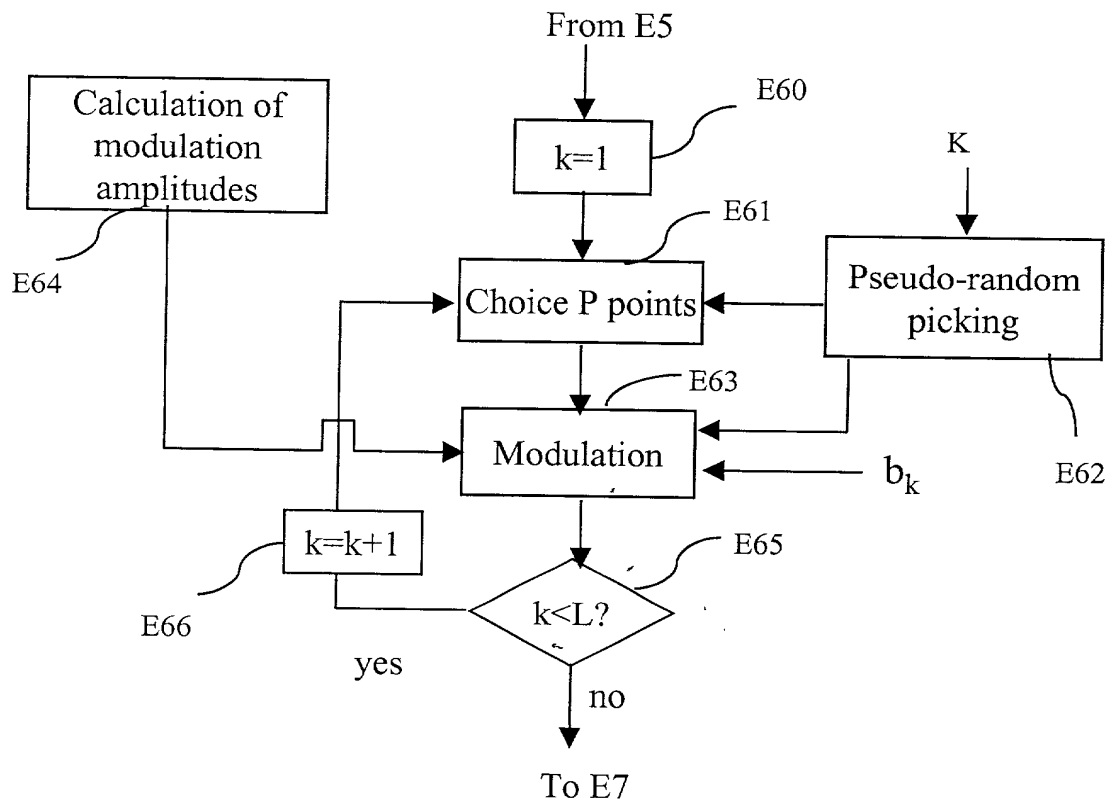 From E5
E60
Calculation of
modulation
amplitudes
k=1
K
E61
E64
Choice P points
Pseudo-random
picking
E63
Modulation
b_k
E62
k=k+1
E65
E66
k<L?
yes
no
To E7